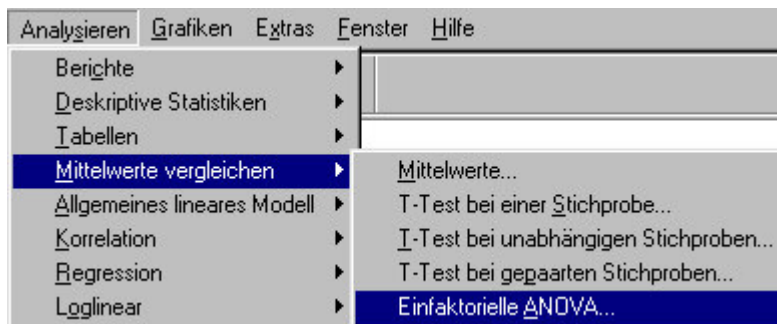 Analysieren Grafiken Extras Fenster Hilfe
Berichte
Deskriptive Statistiken
Tabellen
Mittelwerte vergleichen
Allgemeines lineares Modell
Korrelation
Regression
Loglinear
Mittelwerte...
T-Test bei einer Stichprobe...
T-Test bei unabhängigen Stichproben...
T-Test bei gepaarten Stichproben...
Einfaktorielle ANOVA...